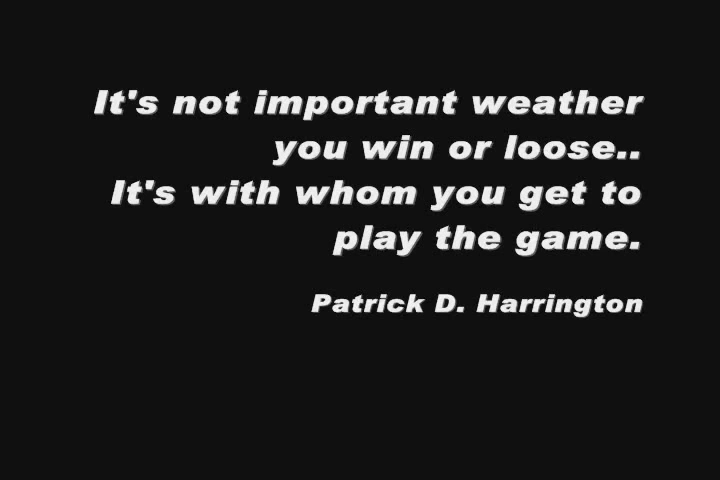 It's not important weather
you win or loose..
It's with whom you get to
play the game.
Patrick D. Harrington